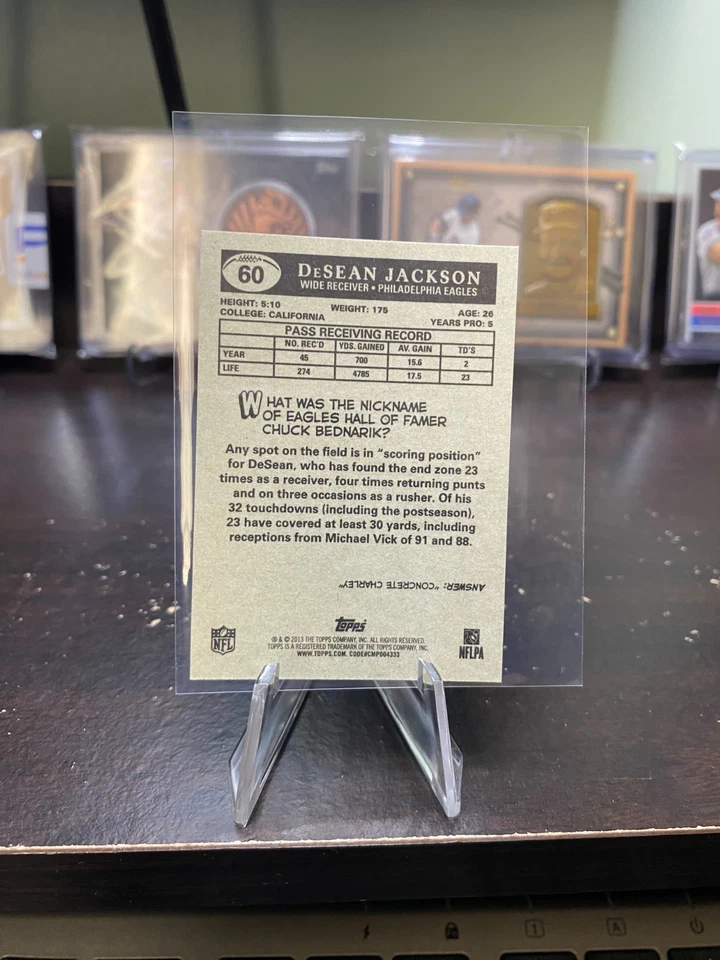 60
DESEAN JACKSON
WIDE RECEIVER • PHILADELPHIA EAGLES
HEIGHT: 5:10 WEIGHT: 175 AGE: 26
COLLEGE: CALIFORNIA YEARS PRO: 5
PASS RECEIVING RECORD
NO. REC'D YDS. GAINED AV. GAIN TD'S
YEAR 45 700 15.6 2
LIFE 274 4785 17.5 23
WHAT WAS THE NICKNAME
OF EAGLES HALL OF FAMER
CHUCK BEDNARIK?
Any spot on the field is in "scoring position"
for DeSean, who has found the end zone 23
times as a receiver, four times returning punts
and on three occasions as a rusher. Of his
32 touchdowns (including the postseason),
23 have covered at least 30 yards, including
receptions from Michael Vick of 91 and 88.
ANSWER: "CONCRETE CHARLEY"
TOPPS
® & © 2013 THE TOPPS COMPANY, INC. ALL RIGHTS RESERVED.
TOPPS IS A REGISTERED TRADEMARK OF THE TOPPS COMPANY, INC.
WWW.TOPPS.COM. CODE#CMP004333
NFL
NFLPA
1
A